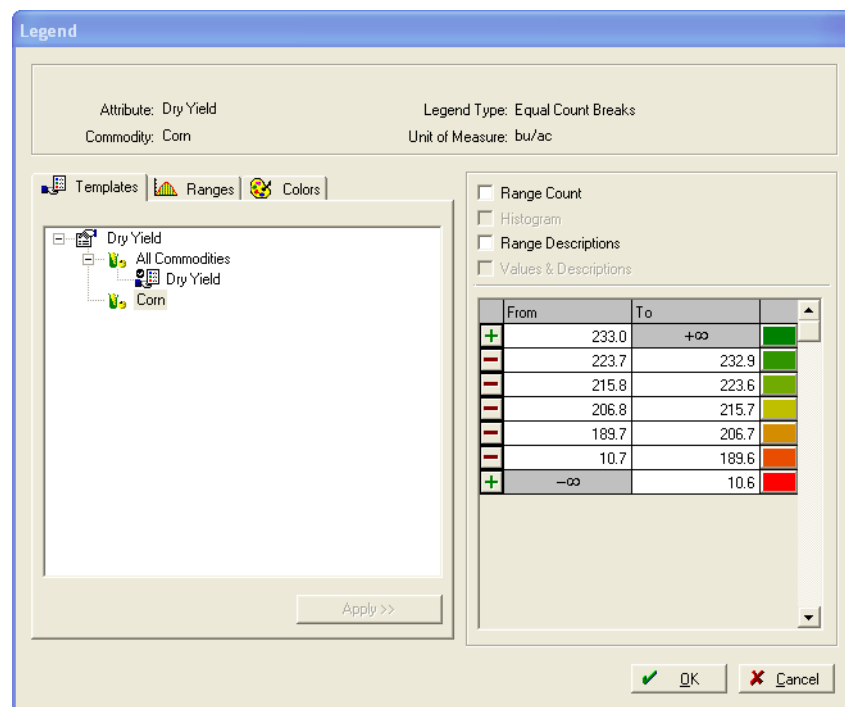 Legend
Attribute: Dry Yield
Legend Type: Equal Count Breaks
Commodity: Corn
Unit of Measure: bu/ac
Templates Ranges Colors
Dry Yield
All Commodities
Dry Yield
Corn
Apply >>
Range Count
Histogram
Range Descriptions
Values & Descriptions
From To
+ 233.0 +∞
− 223.7 232.9
− 215.8 223.6
− 206.8 215.7
− 189.7 206.7
− 10.7 189.6
+ −∞ 10.6
OK Cancel